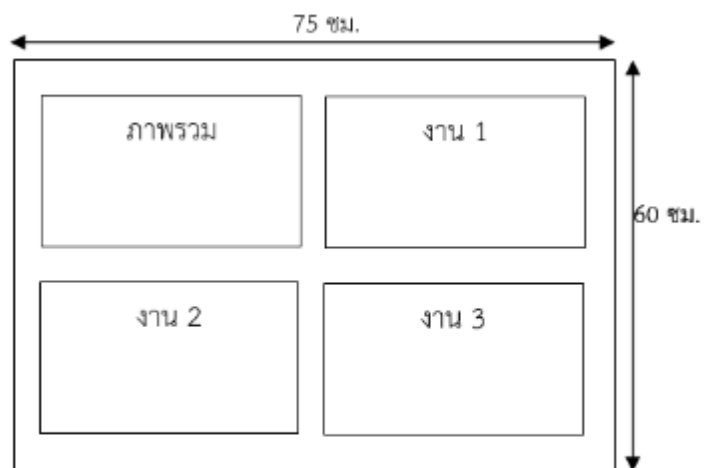 75 ซม.
ภาพรวม
งาน 1
60 ซม.
งาน 2
งาน 3